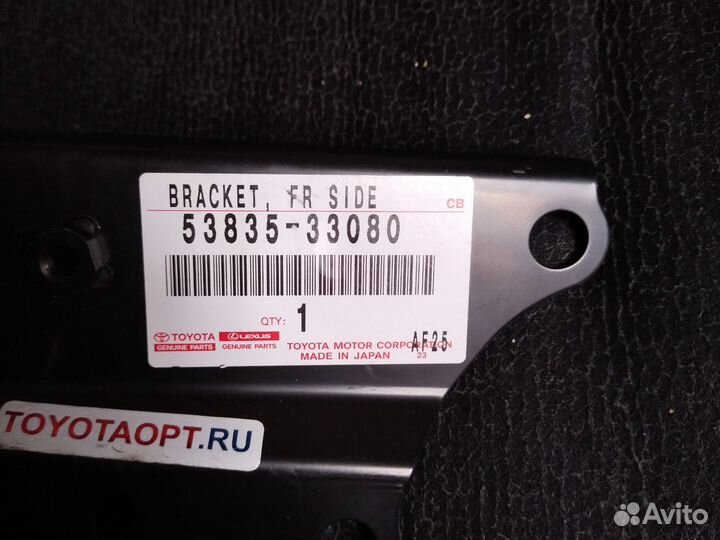 BRACKET, FR SIDE
CB
53835-33080
QTY: 1
TOYOTA
GENUINE PARTS
LEXUS
GENUINE PARTS
TOYOTA MOTOR CORPORATION
MADE IN JAPAN
23
AF25
TOYOTAOPT.RU
Avito